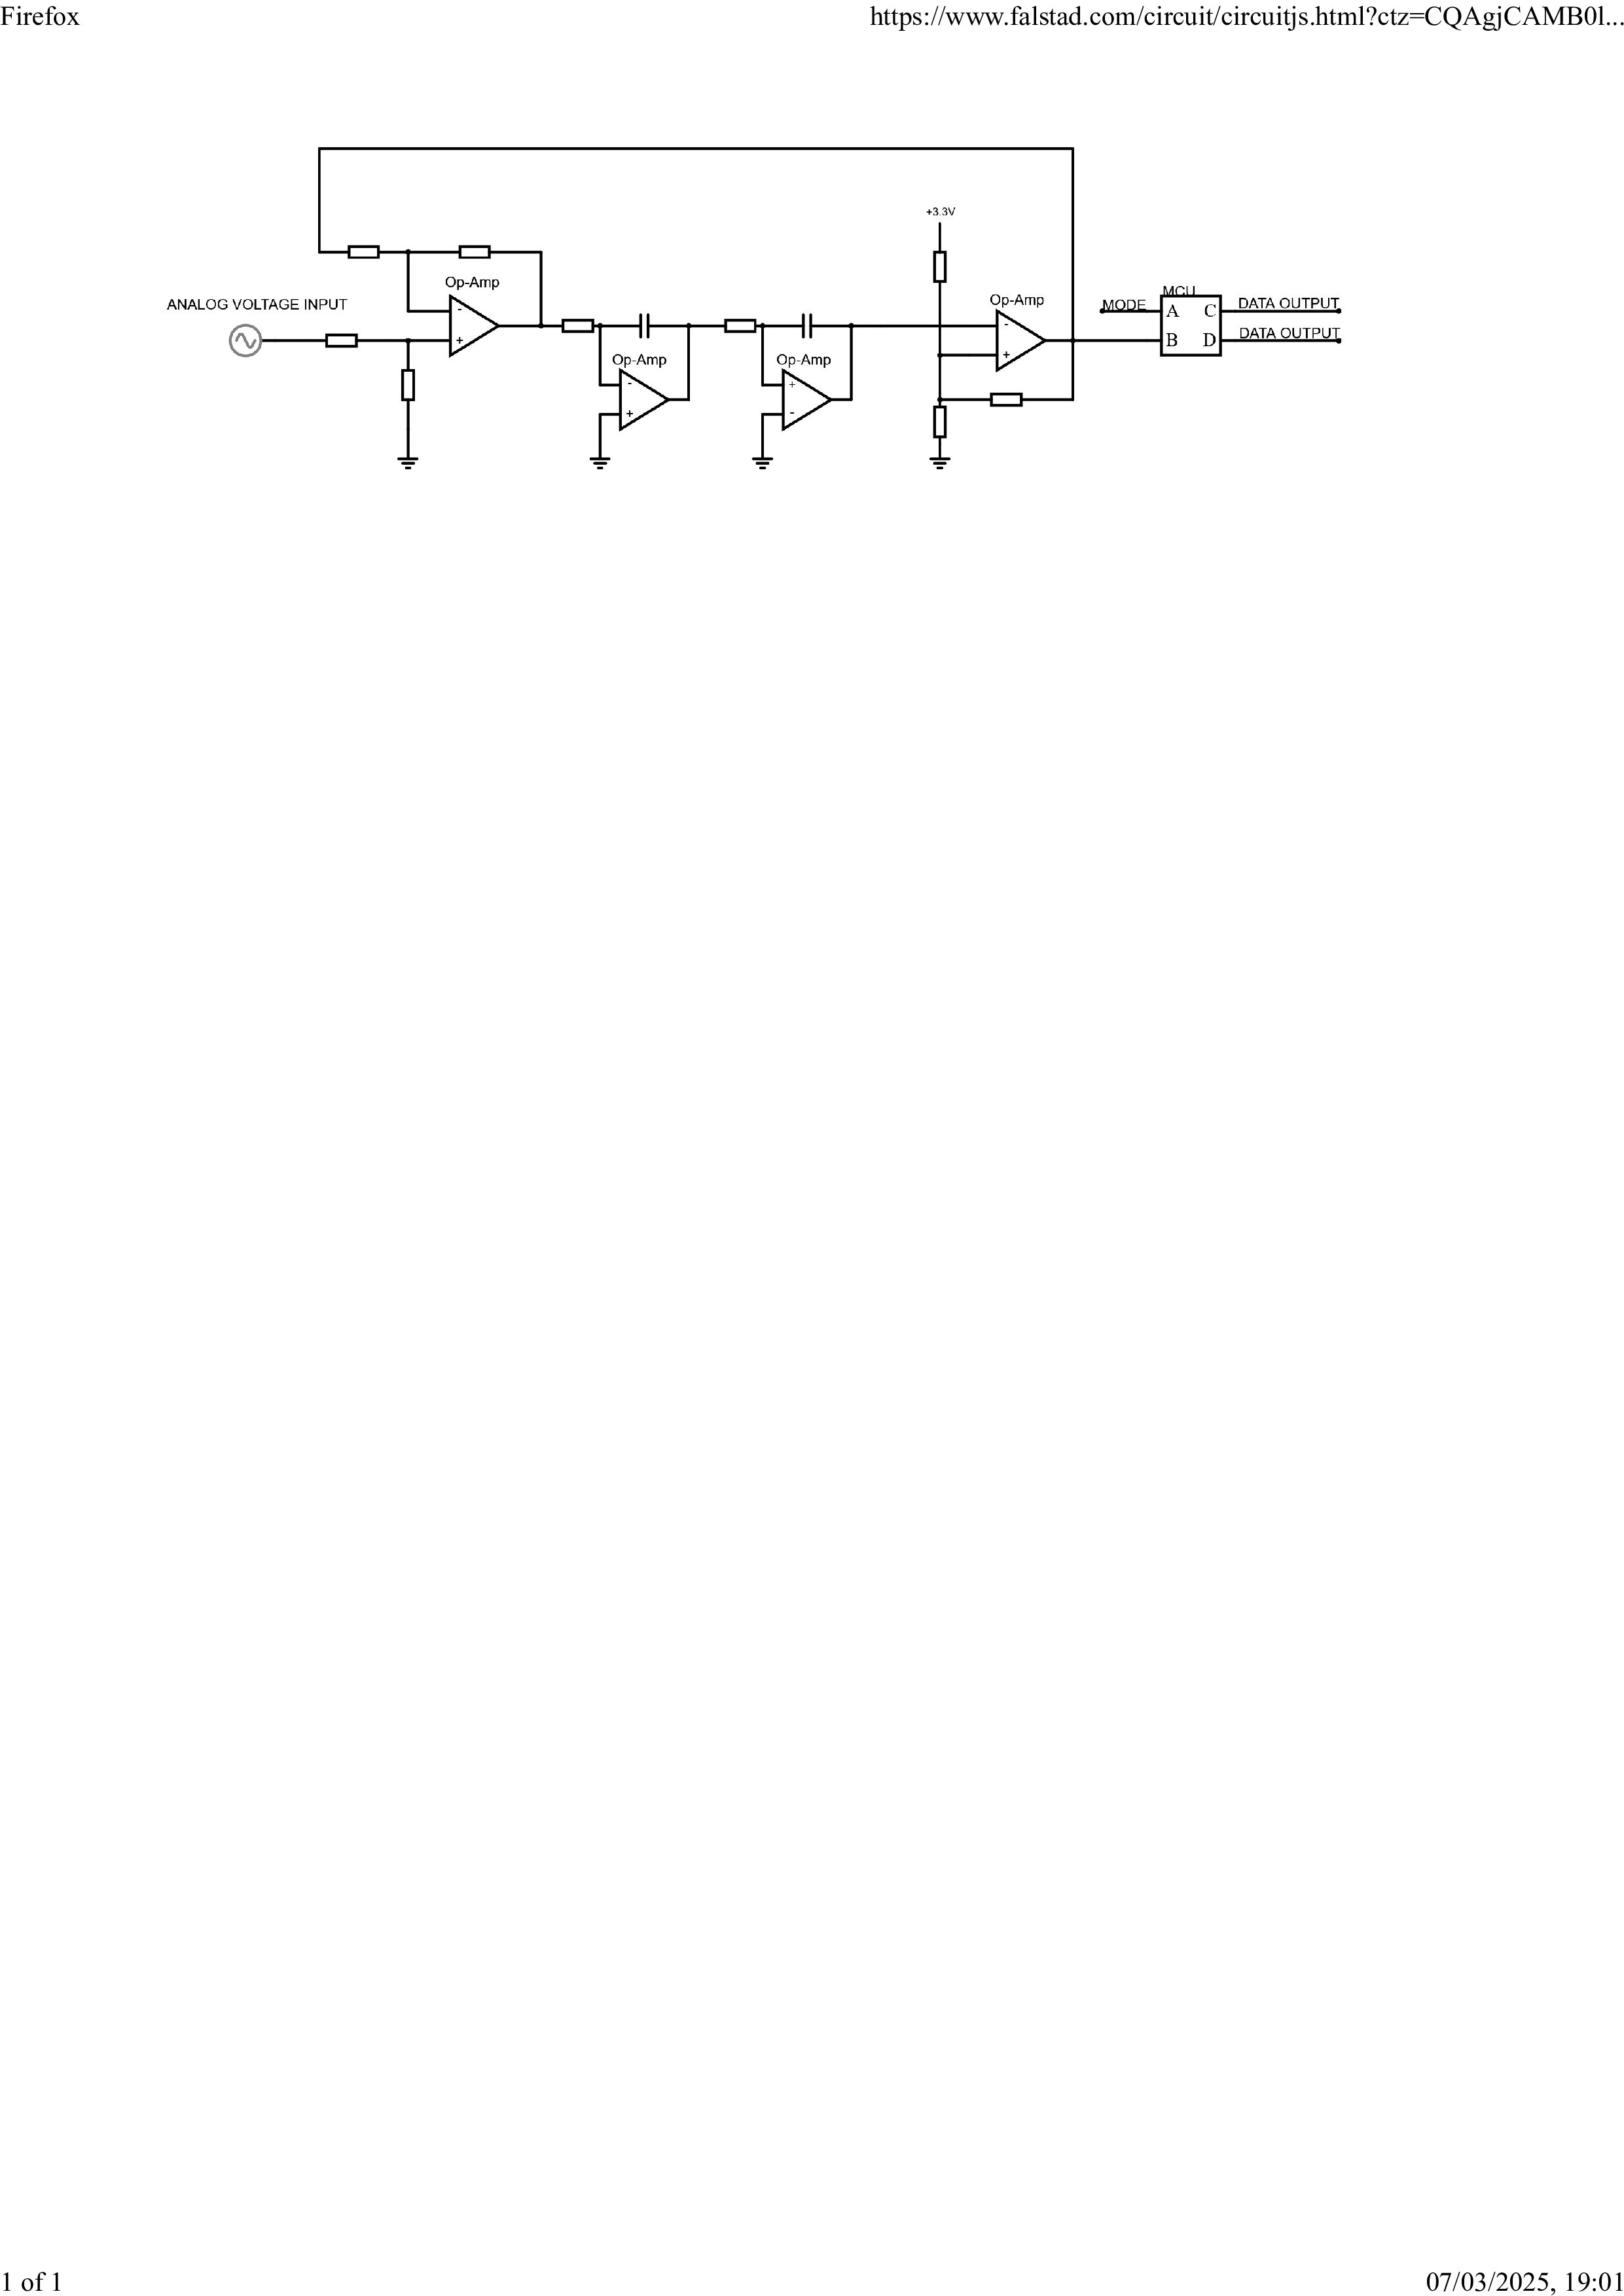 Firefox
https://www.falstad.com/circuit/circuitjs.html?ctz=CQAgjCAMB0l...
+3.3V
Op-Amp
-
+
ANALOG VOLTAGE INPUT
Op-Amp
-
+
MCU
MODE
A C
B D
DATA OUTPUT
DATA OUTPUT
Op-Amp
-
+
Op-Amp
+
-
1 of 1
07/03/2025, 19:01